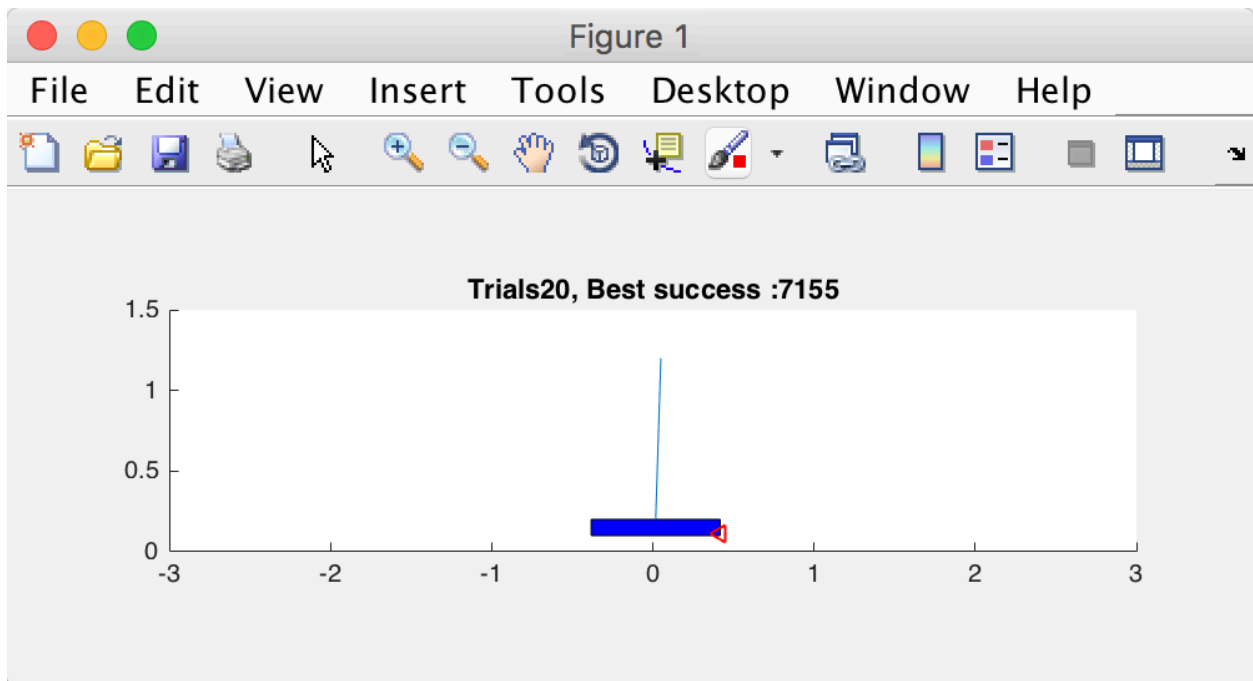 Figure 1
File Edit View Insert Tools Desktop Window Help
Trials20, Best success :7155
1.5
1
0.5
0
-3 -2 -1 0 1 2 3